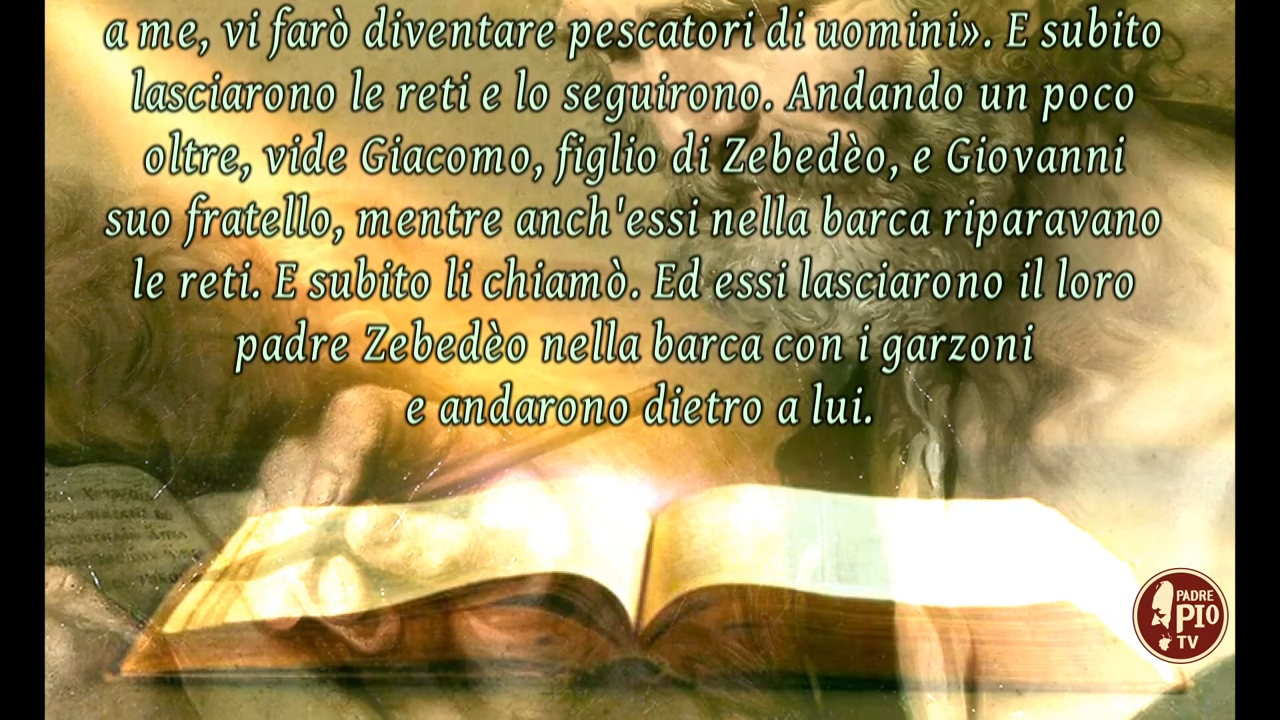 a me, vi farò diventare pescatori di uomini». E subito
lasciarono le reti e lo seguirono. Andando un poco
oltre, vide Giacomo, figlio di Zebedèo, e Giovanni
suo fratello, mentre anch'essi nella barca riparavano
le reti. E subito li chiamò. Ed essi lasciarono il loro
padre Zebedèo nella barca con i garzoni
e andarono dietro a lui.
PADRE
PIO
TV